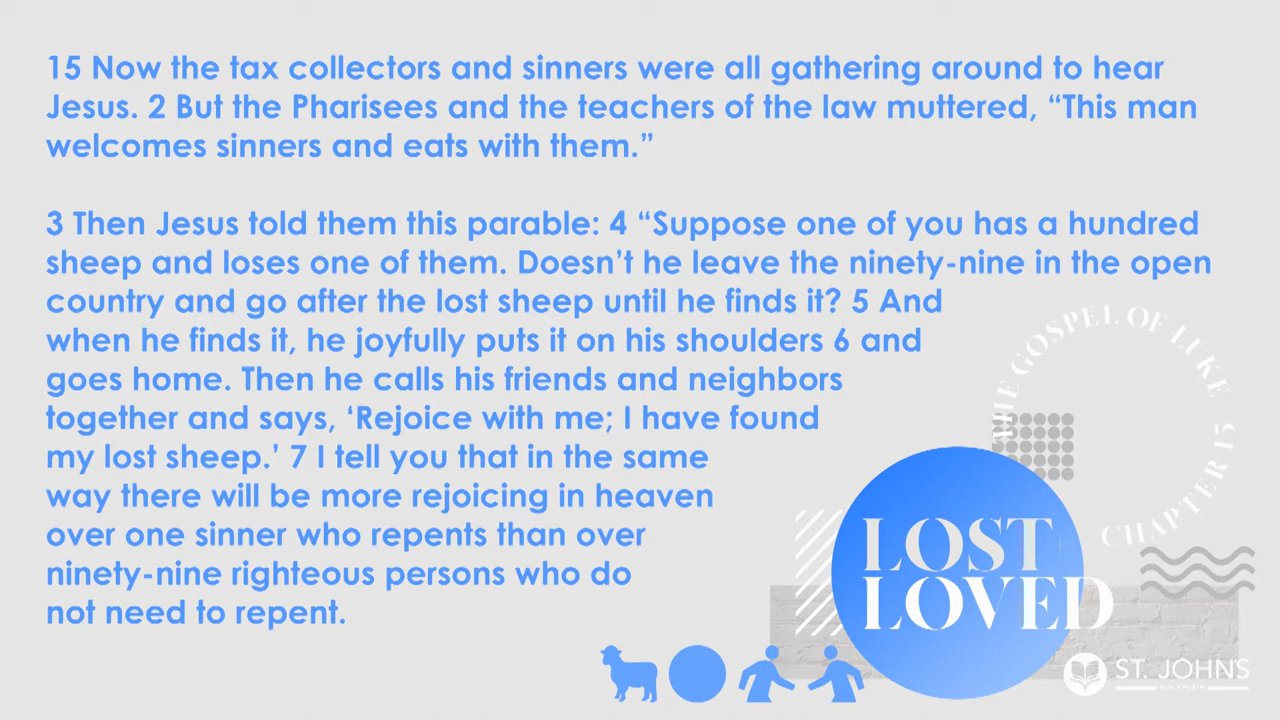 15 Now the tax collectors and sinners were all gathering around to hear
Jesus. 2 But the Pharisees and the teachers of the law muttered, “This man
welcomes sinners and eats with them.”
3 Then Jesus told them this parable: 4 “Suppose one of you has a hundred
sheep and loses one of them. Doesn’t he leave the ninety-nine in the open
country and go after the lost sheep until he finds it? 5 And
when he finds it, he joyfully puts it on his shoulders 6 and
goes home. Then he calls his friends and neighbors
together and says, ‘Rejoice with me; I have found
my lost sheep.’ 7 I tell you that in the same
way there will be more rejoicing in heaven
over one sinner who repents than over
ninety-nine righteous persons who do
not need to repent.
THE GOSPEL OF LUKE
CHAPTER 15
LOST
LOVED
ST. JOHN'S